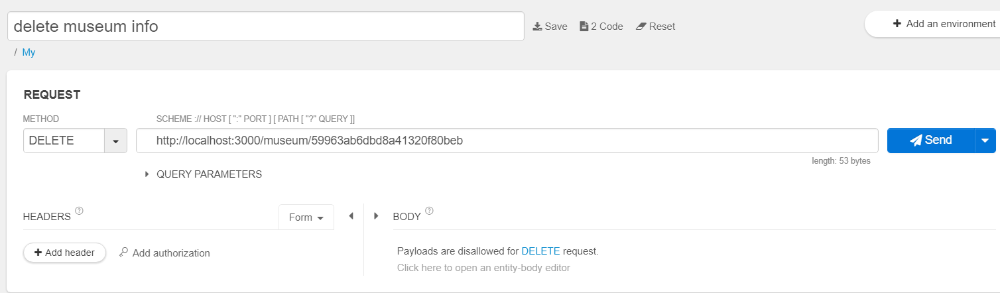 delete museum info
Save 2 Code Reset
Add an environment
/ My
REQUEST
METHOD
SCHEME :// HOST [ ":" PORT ] [ PATH [ "?" QUERY ]]
DELETE
http://localhost:3000/museum/59963ab6dbd8a41320f80beb
Send
length: 53 bytes
QUERY PARAMETERS
HEADERS ?
Form
BODY ?
Add header
Add authorization
Payloads are disallowed for DELETE request.
Click here to open an entity-body editor